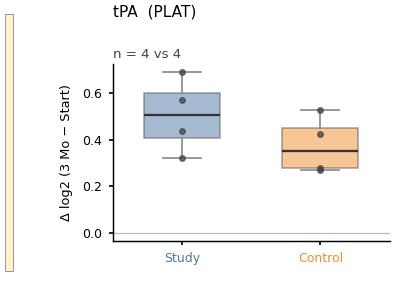 tPA (PLAT)
n = 4 vs 4
Δ log2 (3 Mo − Start)
0.6
0.4
0.2
0.0
Study
Control